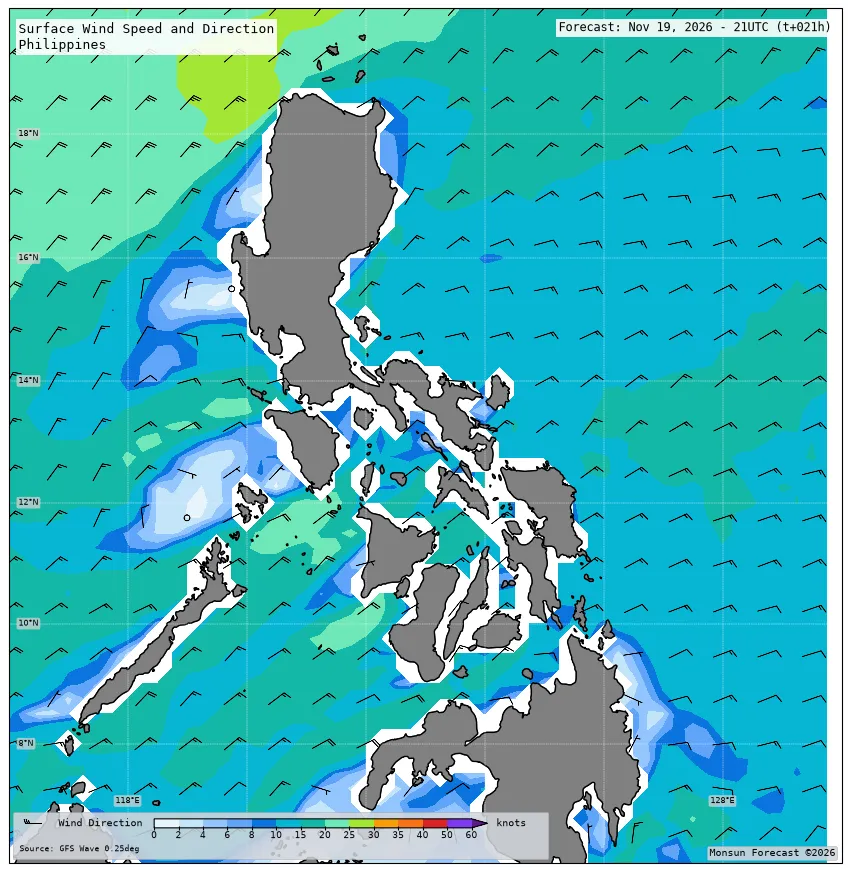 Surface Wind Speed and Direction
Philippines
Forecast: Nov 19, 2026 - 21UTC (t+021h)
18°N
16°N
14°N
12°N
10°N
8°N
118°E
128°E
Wind Direction
knots
0 2 4 6 8 10 15 20 25 30 35 40 50 60
Source: GFS Wave 0.25deg
Monsun Forecast ©2026